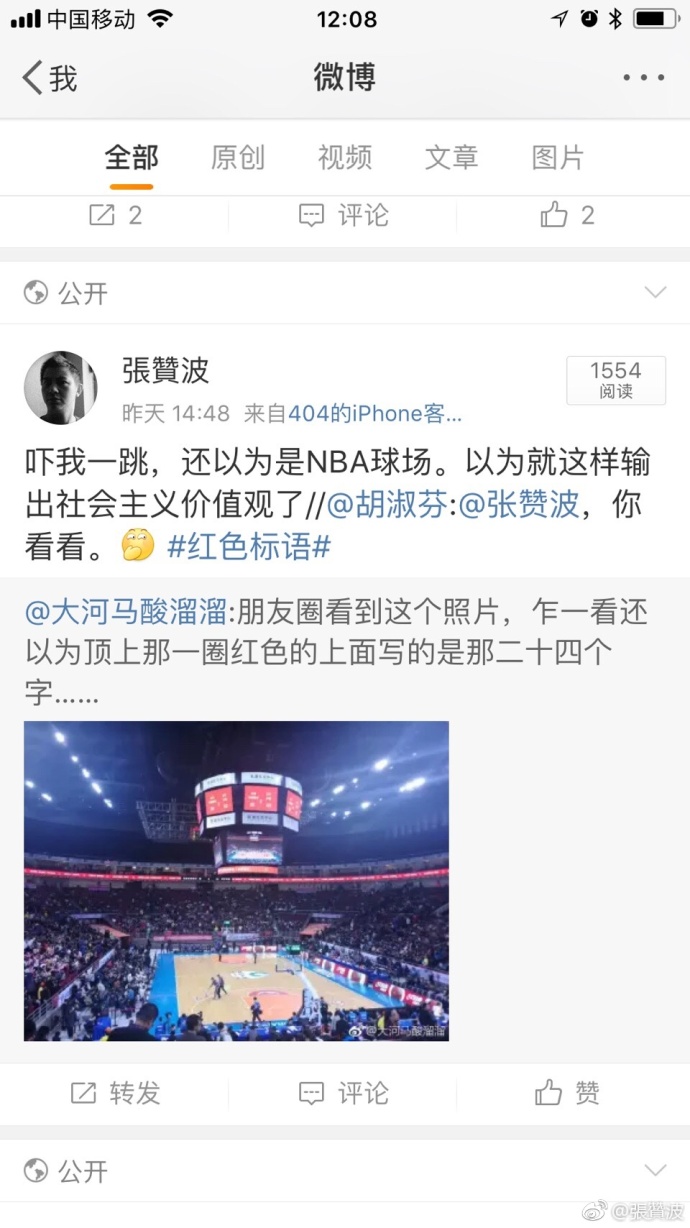 中国移动
12:08
我
微博
全部 原创 视频 文章 图片
2 评论 2
公开
張贊波
昨天 14:48 来自404的iPhone客...
1554
阅读
吓我一跳，还以为是NBA球场。以为就这样输
出社会主义价值观了//@胡淑芬:@张赞波，你
看看。 #红色标语#
@大河马酸溜溜:朋友圈看到这个照片，乍一看还
以为顶上那一圈红色的上面写的是那二十四个
字......
@大河马酸溜溜
转发 评论 赞
公开
@張贊波